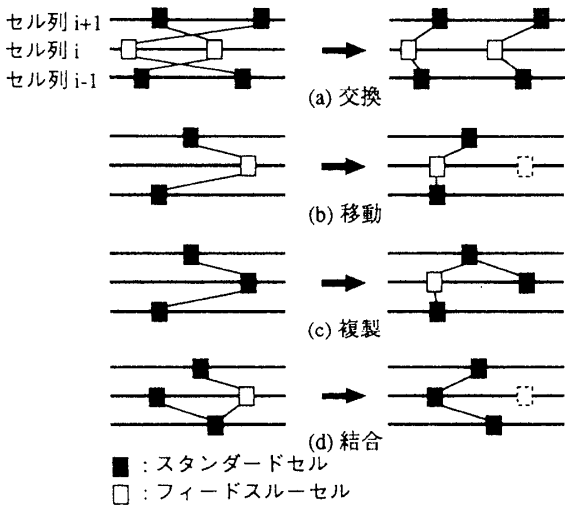 セル列 i+1
セル列 i
セル列 i-1
(a) 交換
(b) 移動
(c) 複製
(d) 結合
■ : スタンダードセル
□ : フィードスルーセル